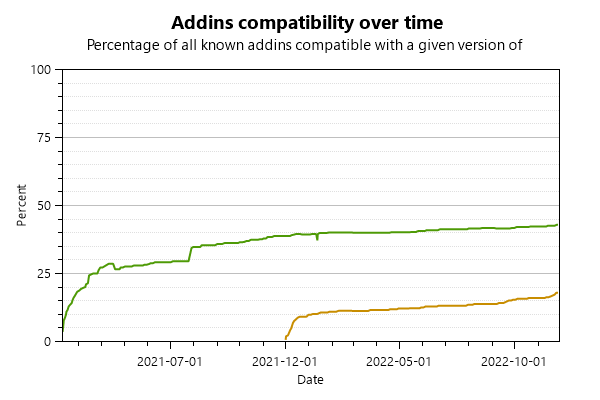 Addins compatibility over time
Percentage of all known addins compatible with a given version of
100
75
50
25
0
Percent
2021-07-01 2021-12-01 2022-05-01 2022-10-01
Date